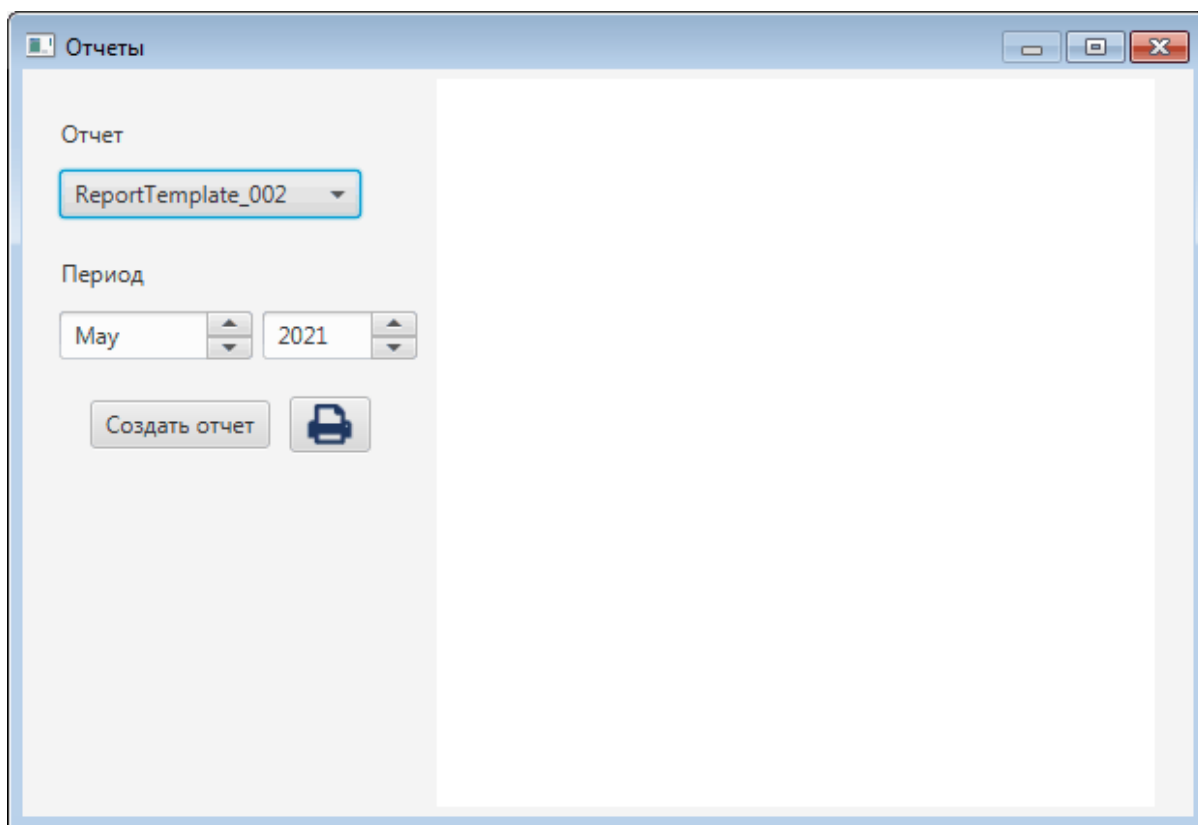 Отчеты
Отчет
ReportTemplate_002
Период
May 2021
Создать отчет